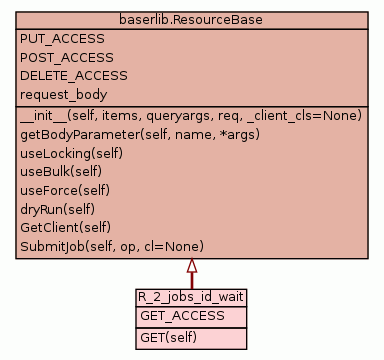 baserlib.ResourceBase
PUT_ACCESS
POST_ACCESS
DELETE_ACCESS
request_body
__init__(self, items, queryargs, req, _client_cls=None)
getBodyParameter(self, name, *args)
useLocking(self)
useBulk(self)
useForce(self)
dryRun(self)
GetClient(self)
SubmitJob(self, op, cl=None)
R_2_jobs_id_wait
GET_ACCESS
GET(self)